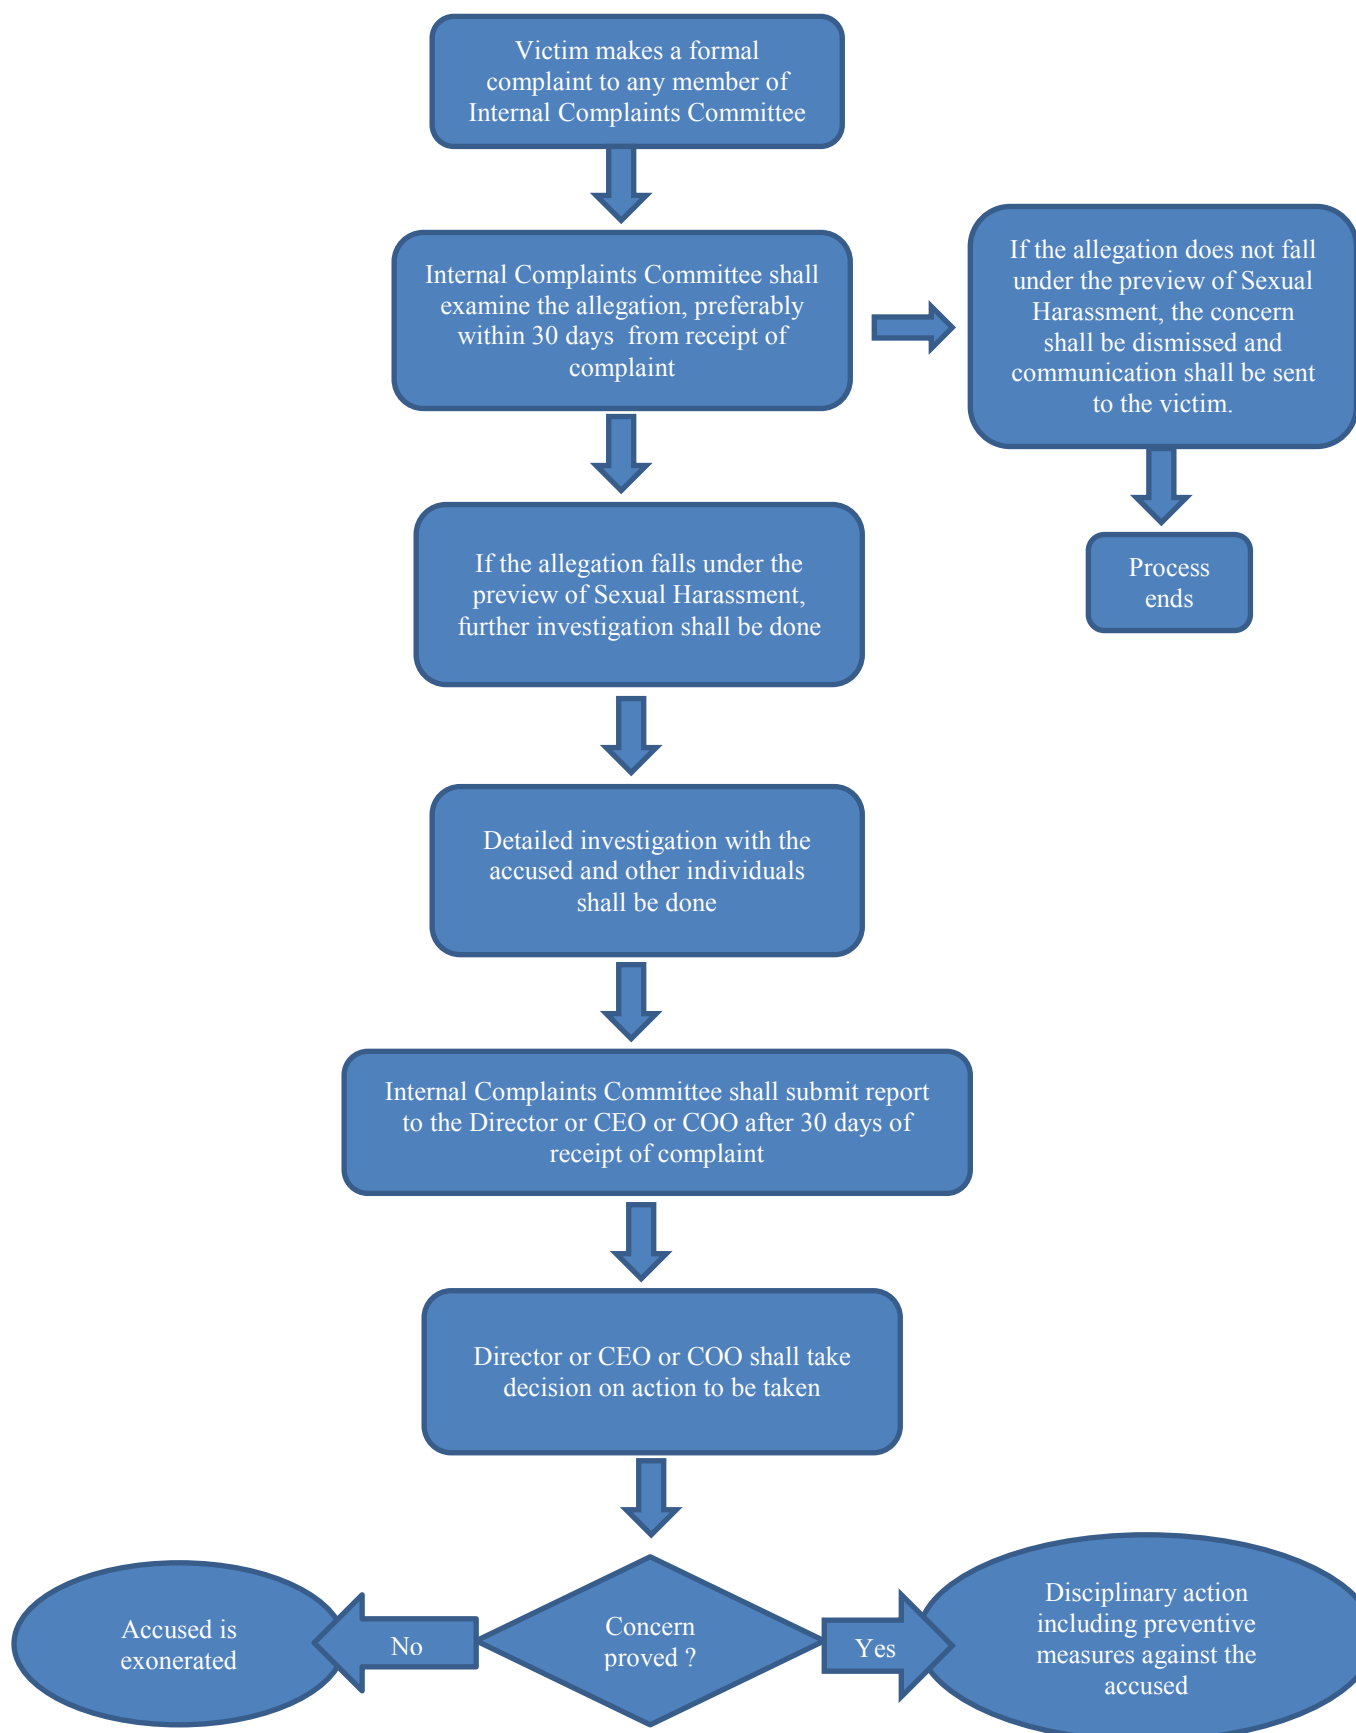 Victim makes a formal
complaint to any member of
Internal Complaints Committee
Internal Complaints Committee shall
examine the allegation, preferably
within 30 days  from receipt of
complaint
If the allegation does not fall
under the preview of Sexual
Harassment, the concern
shall be dismissed and
communication shall be sent
to the victim.
Process
ends
If the allegation falls under the
preview of Sexual Harassment,
further investigation shall be done
Detailed investigation with the
accused and other individuals
shall be done
Internal Complaints Committee shall submit report
to the Director or CEO or COO after 30 days of
receipt of complaint
Director or CEO or COO shall take
decision on action to be taken
Accused is
exonerated
No
Concern
proved ?
Yes
Disciplinary action
including preventive
measures against the
accused